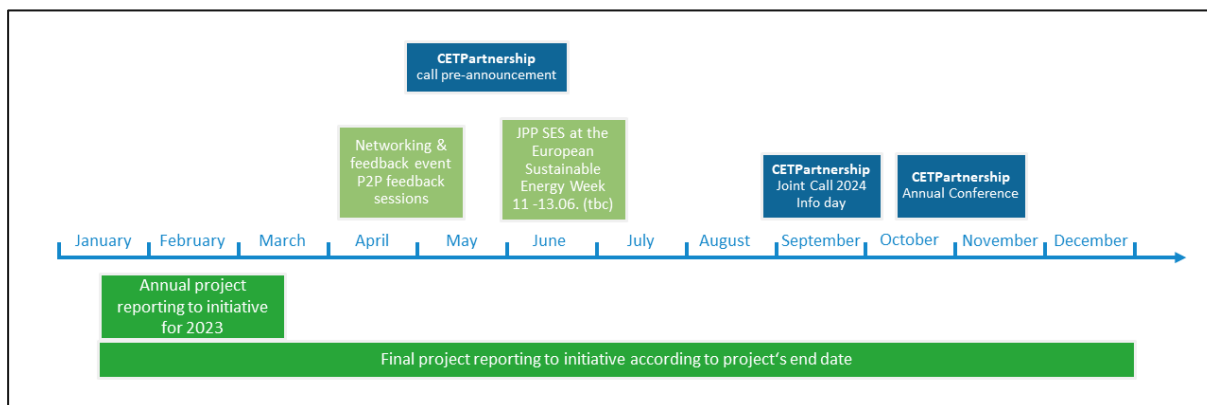 CETPartnership
call pre-announcement
Networking &
feedback event
P2P feedback
sessions
JPP SES at the
European
Sustainable
Energy Week
11 -13.06. (tbc)
CETPartnership
Joint Call 2024
Info day
CETPartnership
Annual Conference
January February March April May June July August September October November December
Annual project
reporting to initiative
for 2023
Final project reporting to initiative according to project‘s end date